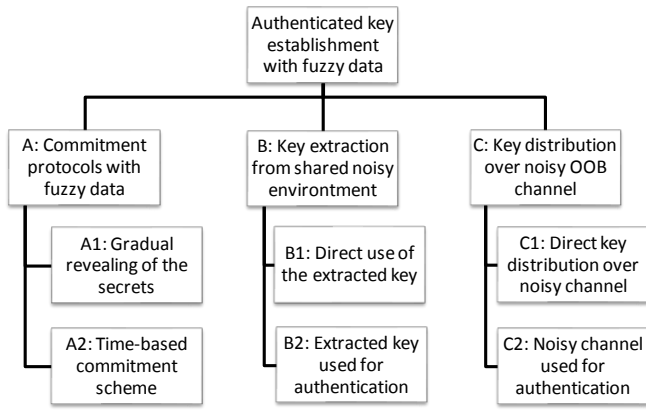 Authenticated key
establishment
with fuzzy data
A: Commitment
protocols with
fuzzy data
B: Key extraction
from shared noisy
environtment
C: Key distribution
over noisy OOB
channel
A1: Gradual
revealing of the
secrets
B1: Direct use of
the extracted key
C1: Direct key
distribution over
noisy channel
A2: Time-based
commitment
scheme
B2: Extracted key
used for
authentication
C2: Noisy channel
used for
authentication